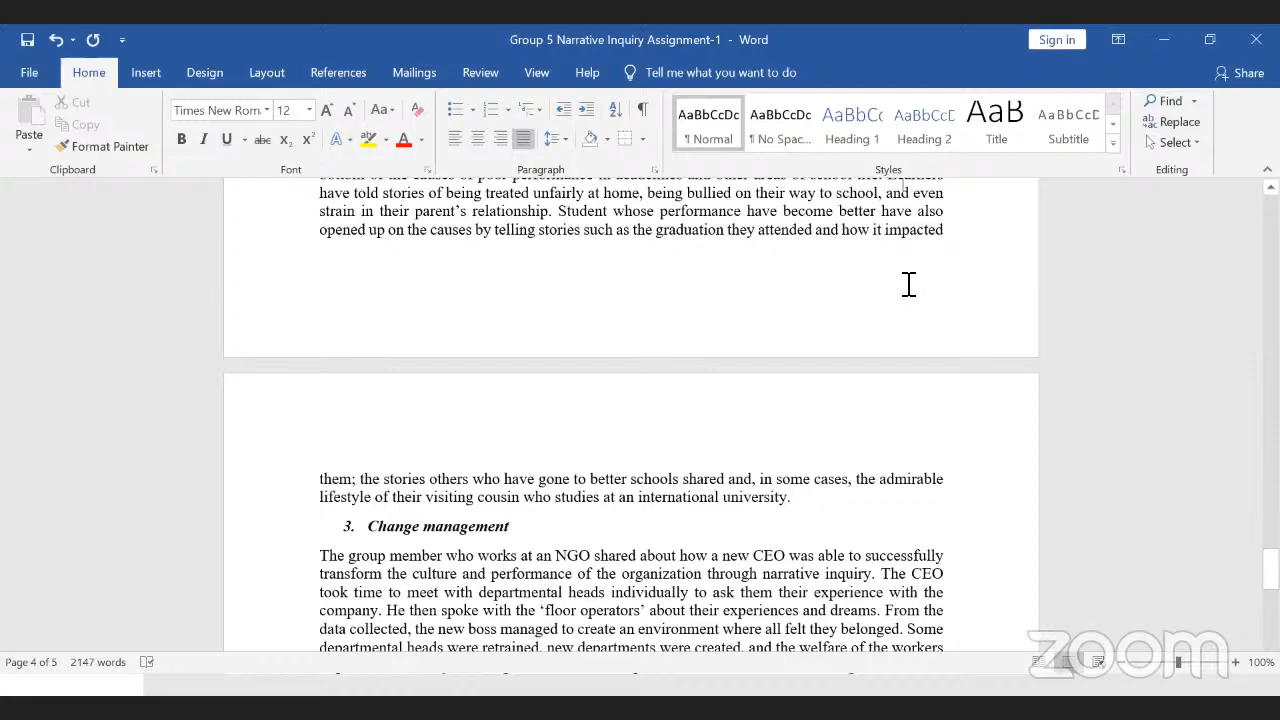 Group 5 Narrative Inquiry Assignment-1 - Word
Sign in
File Home Insert Design Layout References Mailings Review View Help Tell me what you want to do Share
Paste
Cut
Copy
Format Painter
Clipboard
Times New Rom 12
Font
Paragraph
AaBbCcDc AaBbCcDc AaBbCc AaBbCcD AaB AaBbCcD
¶ Normal ¶ No Spac... Heading 1 Heading 2 Title Subtitle
Styles
Find
Replace
Select
Editing
have told stories of being treated unfairly at home, being bullied on their way to school, and even
strain in their parent's relationship. Student whose performance have become better have also
opened up on the causes by telling stories such as the graduation they attended and how it impacted
them; the stories others who have gone to better schools shared and, in some cases, the admirable
lifestyle of their visiting cousin who studies at an international university.
3. Change management
The group member who works at an NGO shared about how a new CEO was able to successfully
transform the culture and performance of the organization through narrative inquiry. The CEO
took time to meet with departmental heads individually to ask them their experience with the
company. He then spoke with the ‘floor operators’ about their experiences and dreams. From the
data collected, the new boss managed to create an environment where all felt they belonged. Some
departmental heads were retrained, new departments were created, and the welfare of the workers
Page 4 of 5 2147 words 100%
zoom